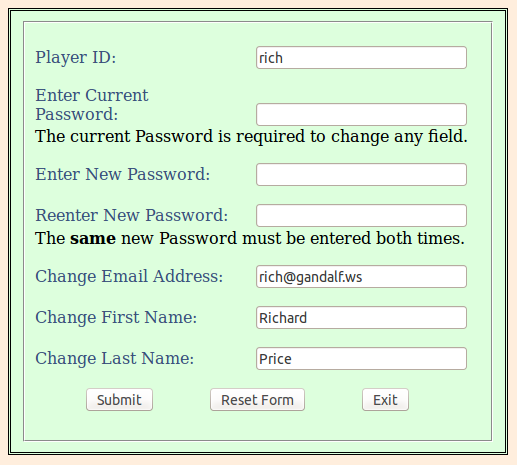 Player ID: rich
Enter Current
Password:
The current Password is required to change any field.
Enter New Password:
Reenter New Password:
The same new Password must be entered both times.
Change Email Address: rich@gandalf.ws
Change First Name: Richard
Change Last Name: Price
Submit Reset Form Exit